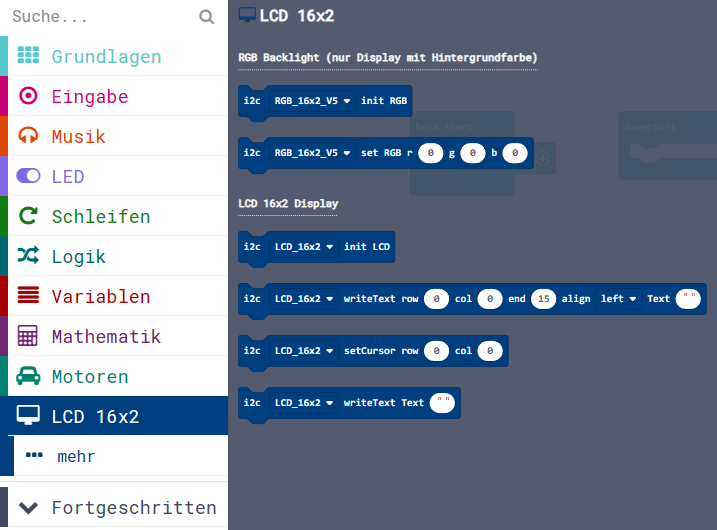 Suche...
Grundlagen
Eingabe
Musik
LED
Schleifen
Logik
Variablen
Mathematik
Motoren
LCD 16x2
mehr
Fortgeschritten
LCD 16x2
RGB Backlight (nur Display mit Hintergrundfarbe)
i2c RGB_16x2_V5 init RGB
beim Start
dauerhaft
i2c RGB_16x2_V5 set RGB r 0 g 0 b 0
LCD 16x2 Display
i2c LCD_16x2 init LCD
i2c LCD_16x2 writeText row 0 col 0 end 15 align left Text " "
i2c LCD_16x2 setCursor row 0 col 0
i2c LCD_16x2 writeText Text " "